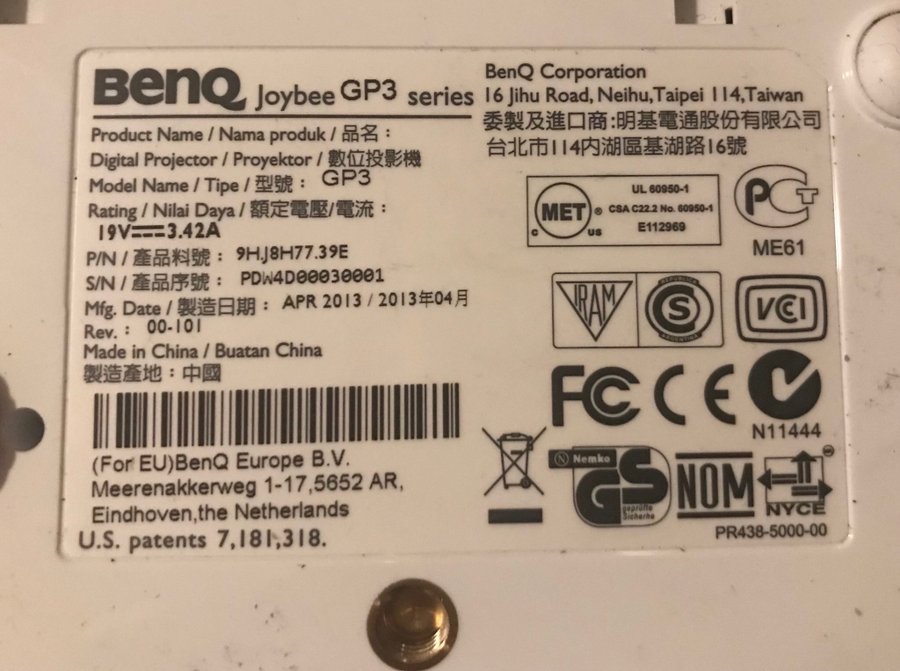 BenQ Joybee GP3 series
Product Name / Nama produk / 品名：
Digital Projector / Proyektor / 數位投影機
Model Name / Tipe / 型號： GP3
Rating / Nilai Daya / 額定電壓/電流：
19V⎓3.42A
P/N / 產品料號： 9H.J8H77.39E
S/N / 產品序號： PDW4D00030001
Mfg. Date / 製造日期： APR 2013 / 2013年04月
Rev.： 00-101
Made in China / Buatan China
製造產地：中國
(For EU)BenQ Europe B.V.
Meerenakkerweg 1-17,5652 AR,
Eindhoven,the Netherlands
U.S. patents 7,181,318.
BenQ Corporation
16 Jihu Road, Neihu,Taipei 114,Taiwan
委製及進口商:明基電通股份有限公司
台北市114內湖區基湖路16號
MET ® C US
UL 60950-1
CSA C22.2 No. 60950-1
E112969
PCT
ME61
IRAM
REPUBLICA
S
ARGENTINA
VCI
FC CE
N11444
N Nemko
GS
geprüfte
Sicherheit
NOM
NYCE
PR438-5000-00